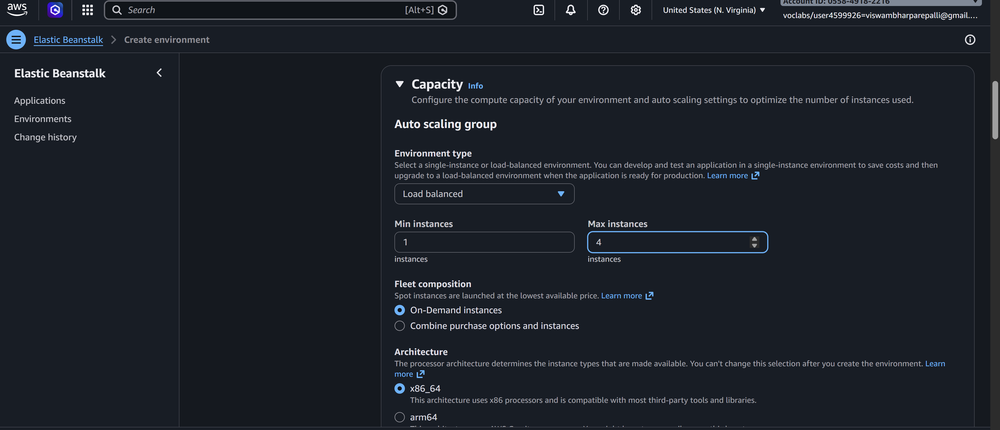 aws
Search
[Alt+S]
United States (N. Virginia)
Account ID: 0558-4918-2216
voclabs/user4599926=viswambharparepalli@gmail....
Elastic Beanstalk
Create environment
Elastic Beanstalk
Applications
Environments
Change history
Capacity Info
Configure the compute capacity of your environment and auto scaling settings to optimize the number of instances used.
Auto scaling group
Environment type
Select a single-instance or load-balanced environment. You can develop and test an application in a single-instance environment to save costs and then
upgrade to a load-balanced environment when the application is ready for production. Learn more
Load balanced
Min instances
1
instances
Max instances
4
instances
Fleet composition
Spot instances are launched at the lowest available price. Learn more
On-Demand instances
Combine purchase options and instances
Architecture
The processor architecture determines the instance types that are made available. You can't change this selection after you create the environment. Learn
more
x86_64
This architecture uses x86 processors and is compatible with most third-party tools and libraries.
arm64